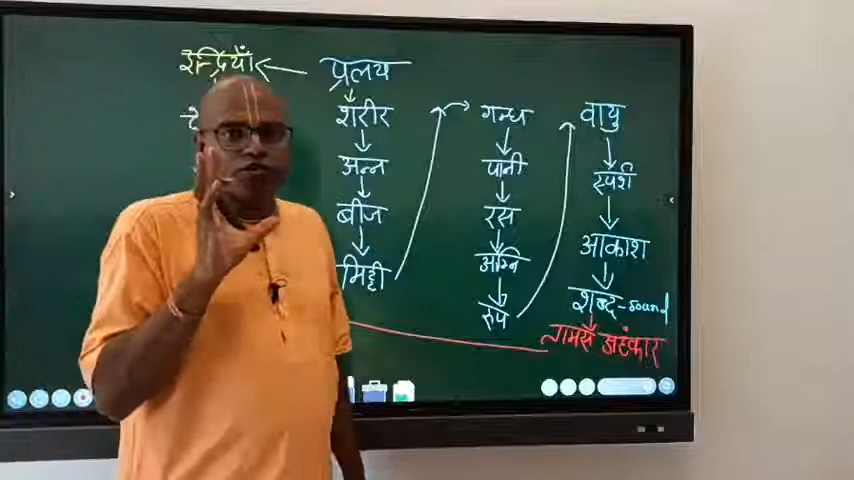 इन्द्रियाँ ← प्रलय
शरीर
अन्न
बीज
मिट्टी
गन्ध
पानी
रस
अग्नि
रुप
वायु
स्पर्श
आकाश
शब्द - sound
तामस अहंकार